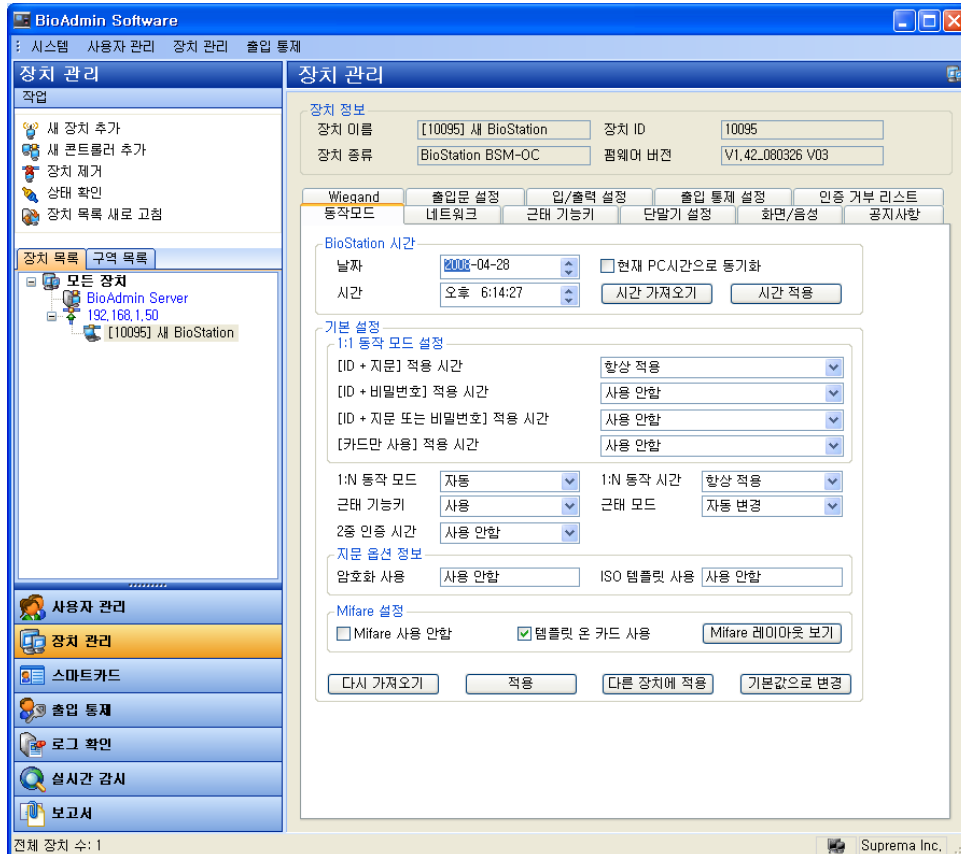 BioAdmin Software
시스템 사용자 관리 장치 관리 출입 통제
장치 관리
작업
새 장치 추가
새 콘트롤러 추가
장치 제거
상태 확인
장치 목록 새로 고침
장치 목록 구역 목록
모든 장치
BioAdmin Server
192,168,1,50
[10095] 새 BioStation
사용자 관리
장치 관리
스마트카드
출입 통제
로그 확인
실시간 감시
보고서
장치 관리
장치 정보
장치 이름 [10095] 새 BioStation 장치 ID 10095
장치 종류 BioStation BSM-OC 펌웨어 버전 V1,42_080326 V03
Wiegand 출입문 설정 입/출력 설정 출입 통제 설정 인증 거부 리스트
동작모드 네트워크 근태 기능키 단말기 설정 화면/음성 공지사항
BioStation 시간
날짜 2008-04-28 현재 PC시간으로 동기화
시간 오후 6:14:27 시간 가져오기 시간 적용
기본 설정
1:1 동작 모드 설정
[ID + 지문] 적용 시간 항상 적용
[ID + 비밀번호] 적용 시간 사용 안함
[ID + 지문 또는 비밀번호] 적용 시간 사용 안함
[카드만 사용] 적용 시간 사용 안함
1:N 동작 모드 자동 1:N 동작 시간 항상 적용
근태 기능키 사용 근태 모드 자동 변경
2중 인증 시간 사용 안함
지문 옵션 정보
암호화 사용 사용 안함 ISO 템플릿 사용 사용 안함
Mifare 설정
Mifare 사용 안함 템플릿 온 카드 사용 Mifare 레이아웃 보기
다시 가져오기 적용 다른 장치에 적용 기본값으로 변경
전체 장치 수: 1 Suprema Inc,